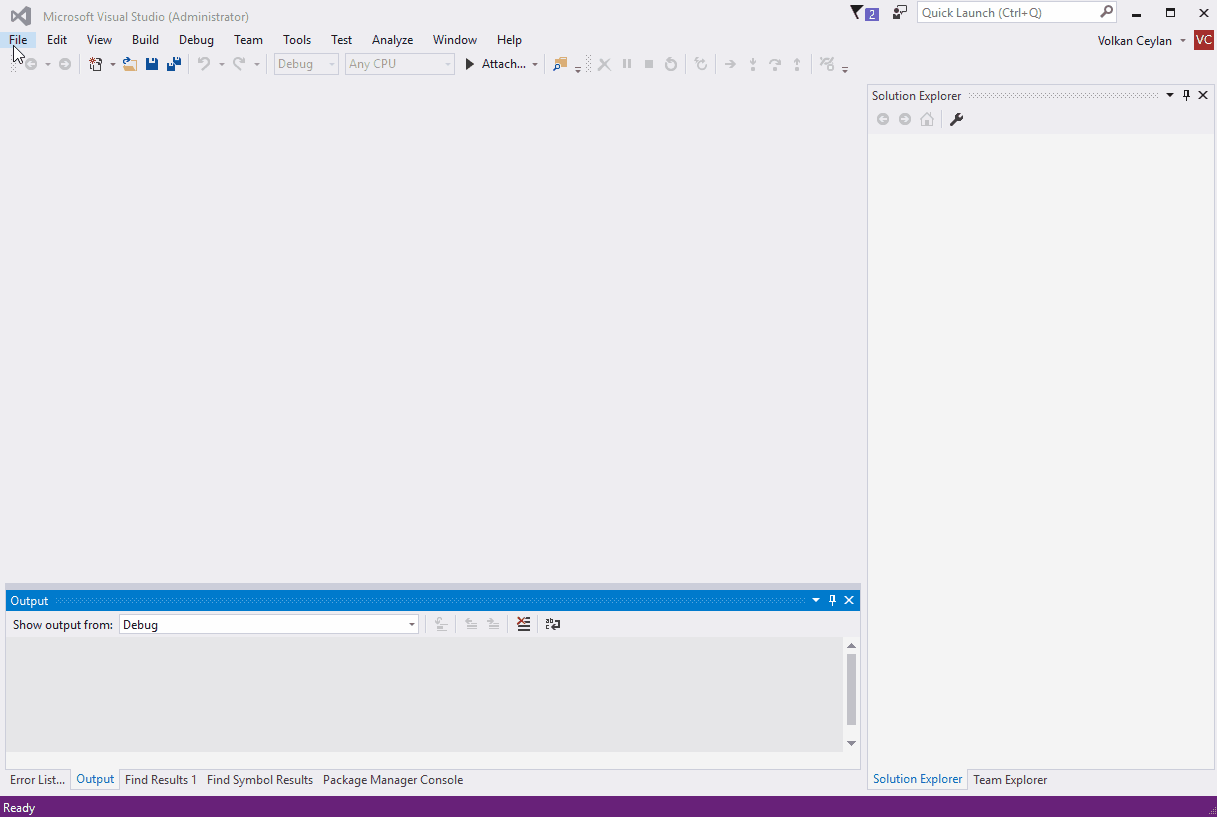 Microsoft Visual Studio (Administrator)
2
Quick Launch (Ctrl+Q)
File Edit View Build Debug Team Tools Test Analyze Window Help
Volkan Ceylan VC
Debug Any CPU Attach...
Solution Explorer
Output
Show output from: Debug
Error List... Output Find Results 1 Find Symbol Results Package Manager Console
Solution Explorer Team Explorer
Ready